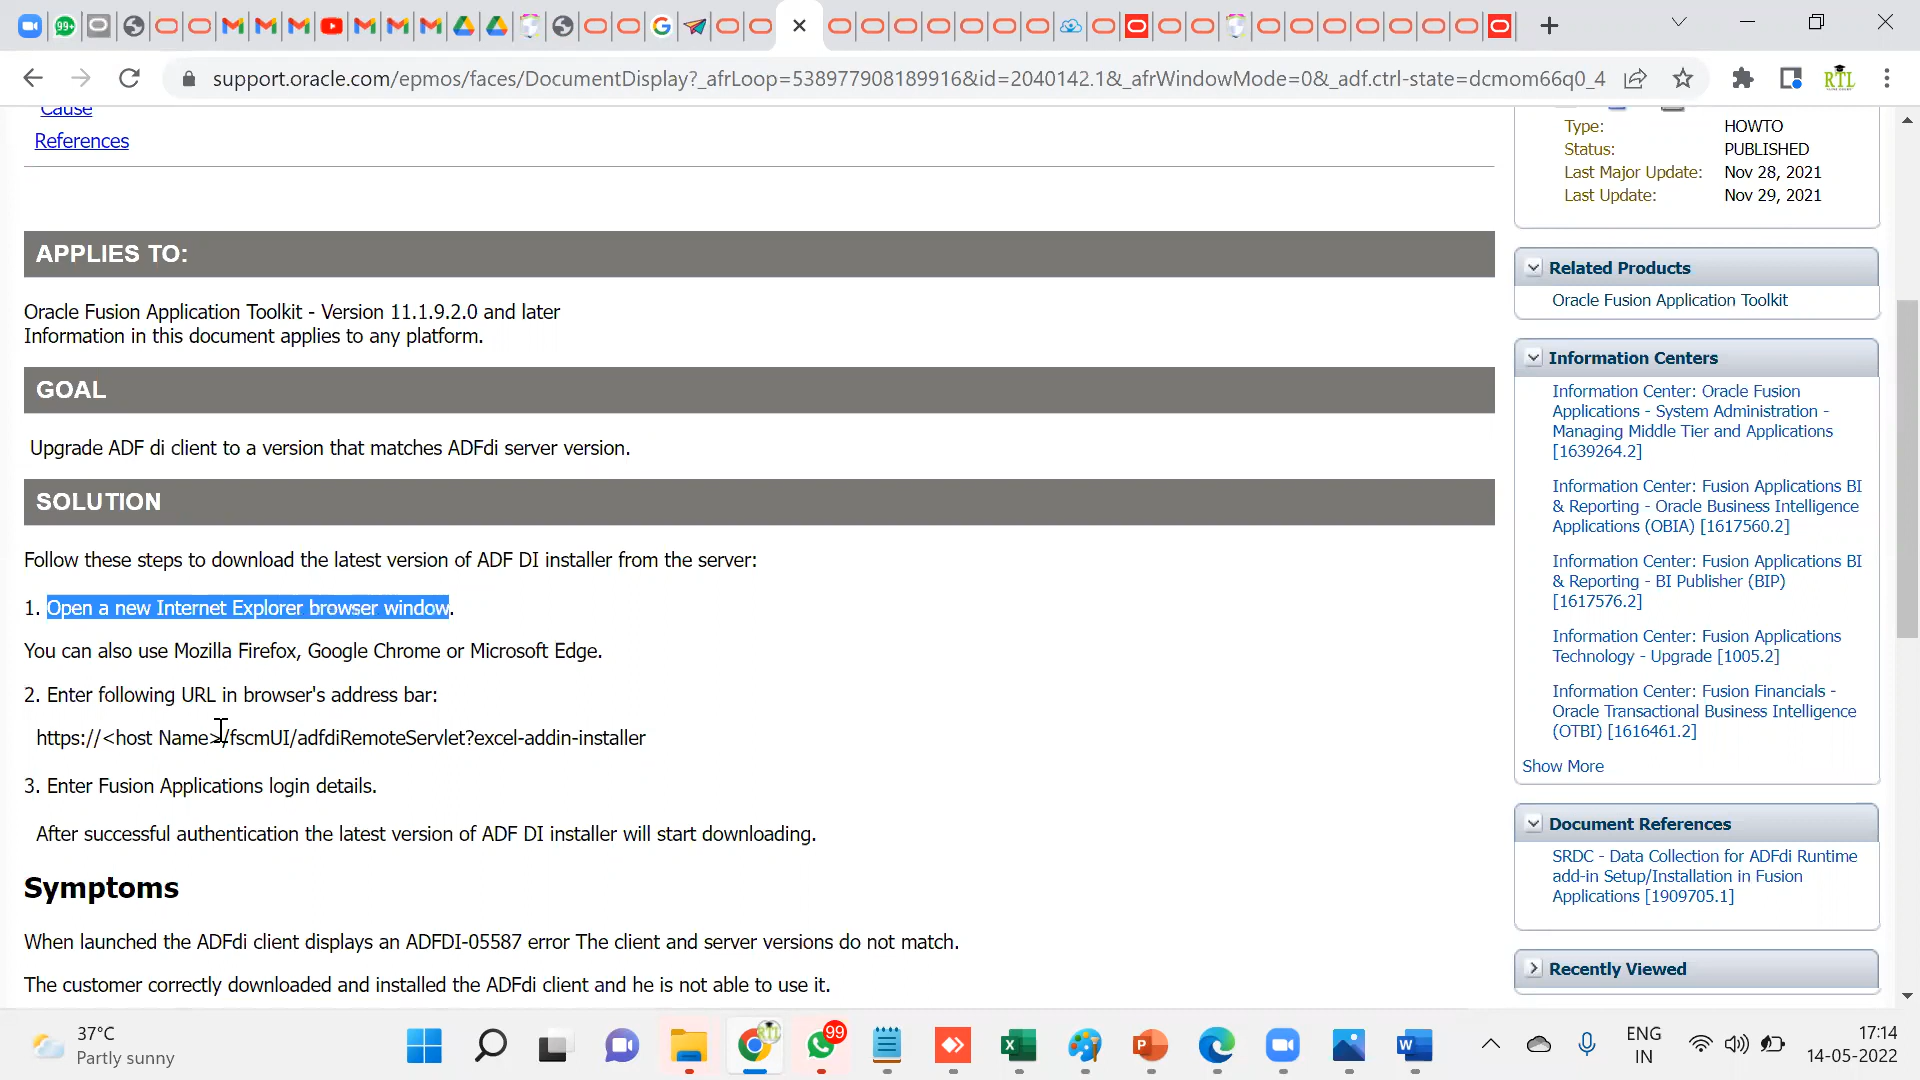 99+
support.oracle.com/epmos/faces/DocumentDisplay?_afrLoop=538977908189916&id=2040142.1&_afrWindowMode=0&_adf.ctrl-state=dcmom66q0_4
RTL
Cause
References
APPLIES TO:
Oracle Fusion Application Toolkit - Version 11.1.9.2.0 and later
Information in this document applies to any platform.
GOAL
Upgrade ADF di client to a version that matches ADFdi server version.
SOLUTION
Follow these steps to download the latest version of ADF DI installer from the server:
1. Open a new Internet Explorer browser window.
You can also use Mozilla Firefox, Google Chrome or Microsoft Edge.
2. Enter following URL in browser's address bar:
https://<host Name>/fscmUI/adfdiRemoteServlet?excel-addin-installer
3. Enter Fusion Applications login details.
After successful authentication the latest version of ADF DI installer will start downloading.
Symptoms
When launched the ADFdi client displays an ADFDI-05587 error The client and server versions do not match.
The customer correctly downloaded and installed the ADFdi client and he is not able to use it.
Type: HOWTO
Status: PUBLISHED
Last Major Update: Nov 28, 2021
Last Update: Nov 29, 2021
Related Products
Oracle Fusion Application Toolkit
Information Centers
Information Center: Oracle Fusion
Applications - System Administration -
Managing Middle Tier and Applications
[1639264.2]
Information Center: Fusion Applications BI
& Reporting - Oracle Business Intelligence
Applications (OBIA) [1617560.2]
Information Center: Fusion Applications BI
& Reporting - BI Publisher (BIP)
[1617576.2]
Information Center: Fusion Applications
Technology - Upgrade [1005.2]
Information Center: Fusion Financials -
Oracle Transactional Business Intelligence
(OTBI) [1616461.2]
Show More
Document References
SRDC - Data Collection for ADFdi Runtime
add-in Setup/Installation in Fusion
Applications [1909705.1]
Recently Viewed
37°C
Partly sunny
99
ENG
IN
17:14
14-05-2022